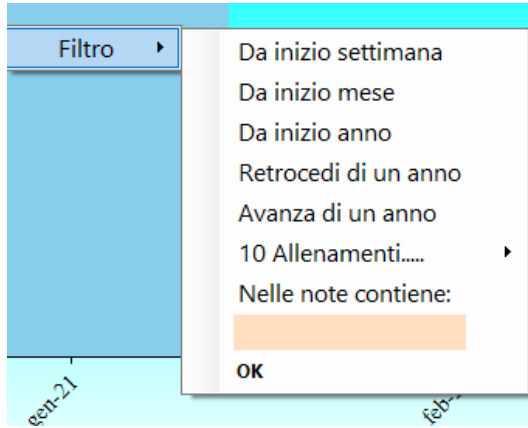 Filtro
Da inizio settimana
Da inizio mese
Da inizio anno
Retrocedi di un anno
Avanza di un anno
10 Allenamenti.....
Nelle note contiene:
OK
gen-21